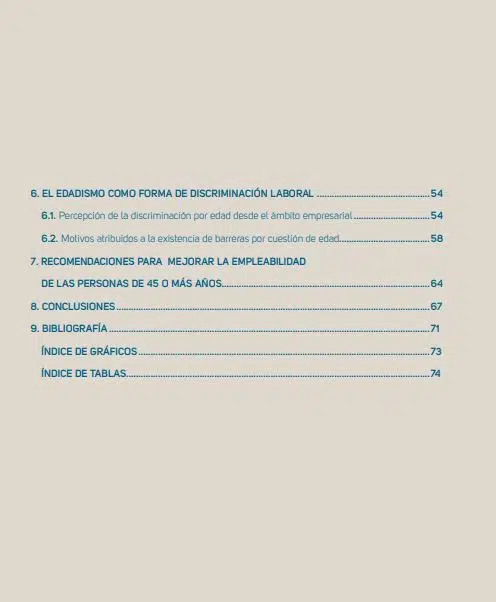 6. EL EDADISMO COMO FORMA DE DISCRIMINACIÓN LABORAL ..............................................54
6.1. Percepción de la discriminación por edad desde el ámbito empresarial ...............................54
6.2. Motivos atribuidos a la existencia de barreras por cuestión de edad.....................................58
7. RECOMENDACIONES PARA  MEJORAR LA EMPLEABILIDAD
DE LAS PERSONAS DE 45 O MÁS AÑOS....................................................................................64
8. CONCLUSIONES ...............................................................................................................................67
9. BIBLIOGRAFÍA ..................................................................................................................................71
ÍNDICE DE GRÁFICOS ......................................................................................................................73
ÍNDICE DE TABLAS...........................................................................................................................74